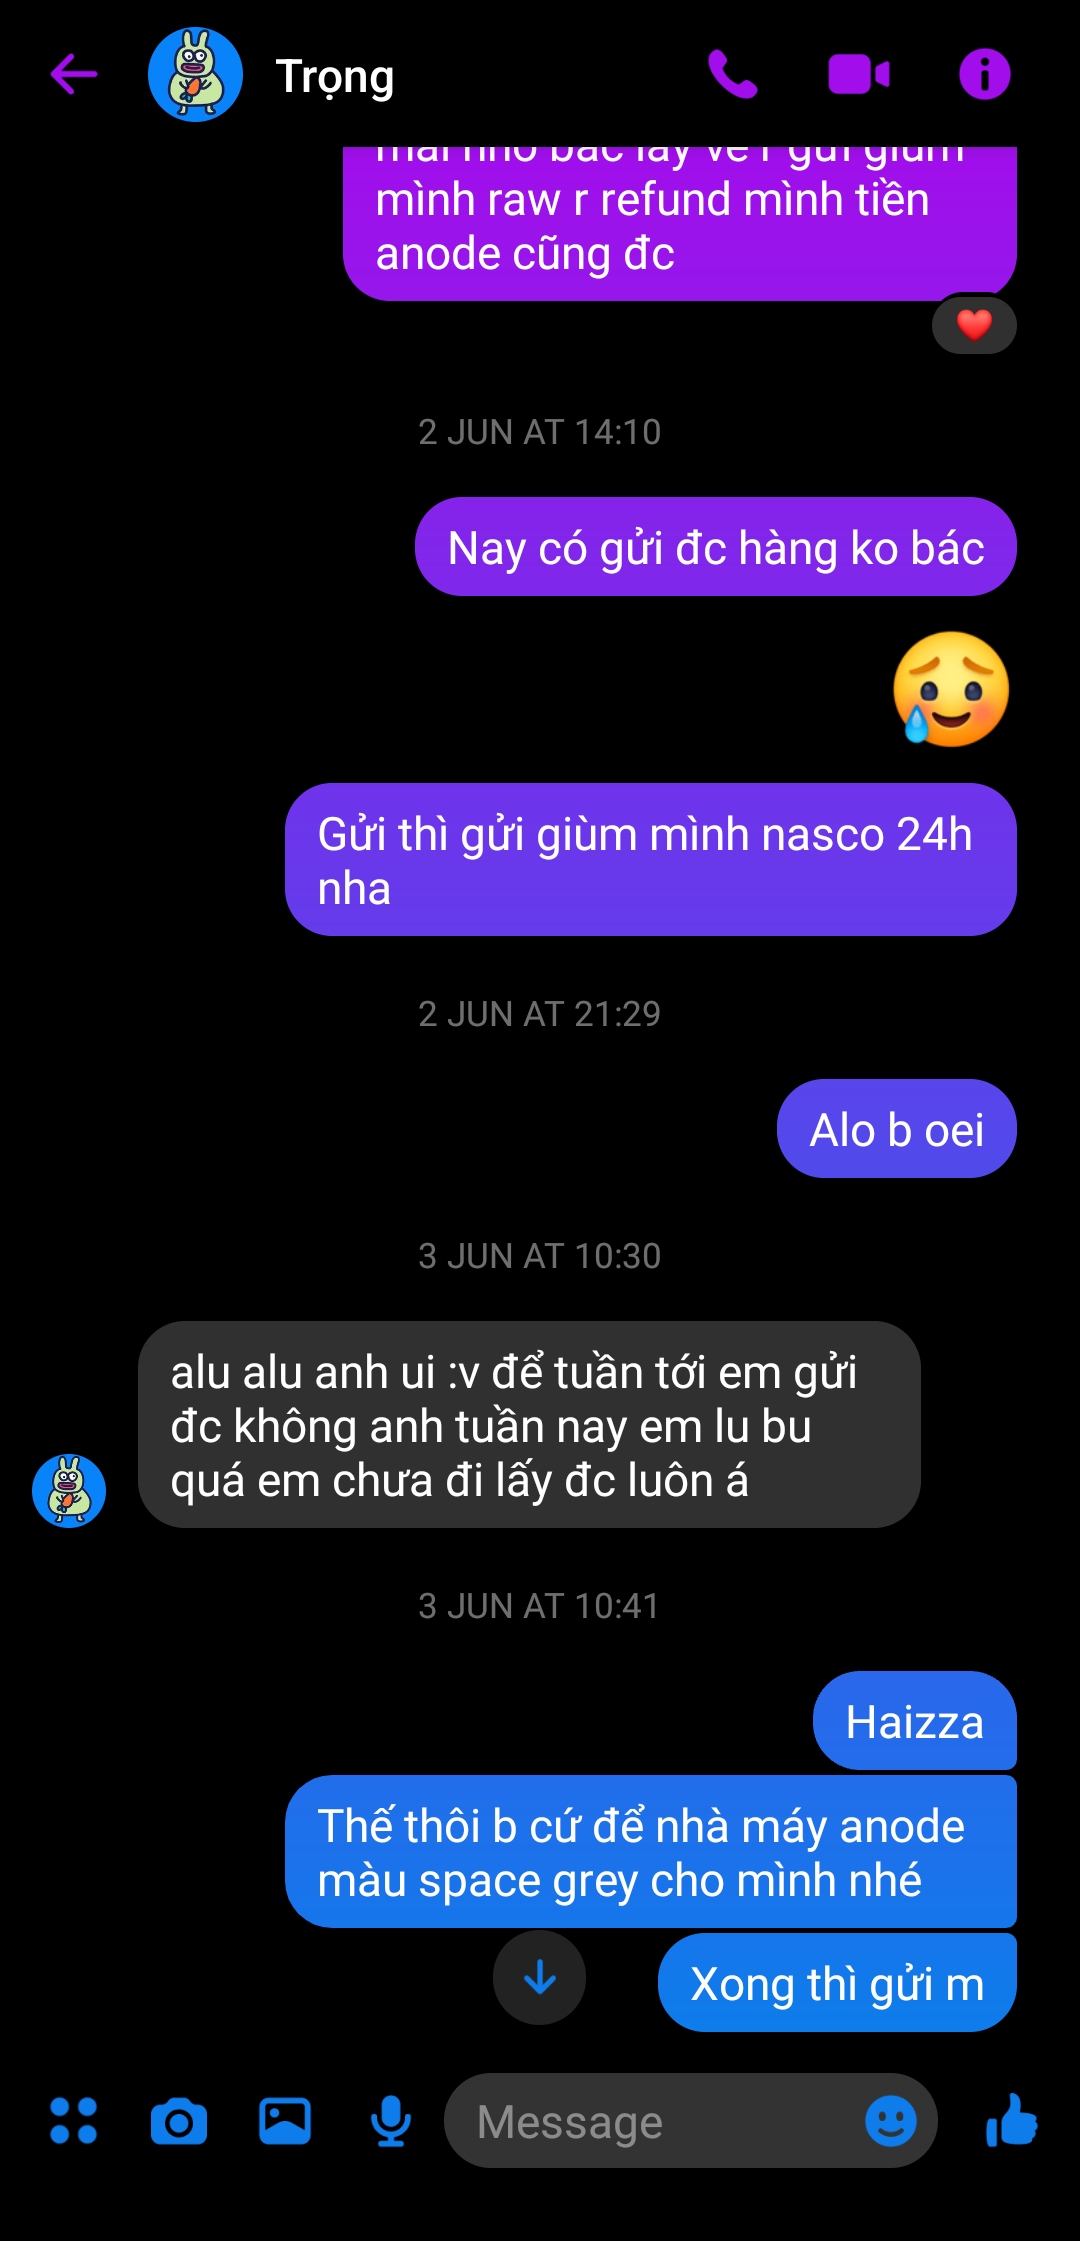 Trọng
gửi giùm
mình raw r refund mình tiền
anode cũng đc
2 JUN AT 14:10
Nay có gửi đc hàng ko bác
Gửi thì gửi giùm mình nasco 24h
nha
2 JUN AT 21:29
Alo b oei
3 JUN AT 10:30
alu alu anh ui :v để tuần tới em gửi
đc không anh tuần nay em lu bu
quá em chưa đi lấy đc luôn á
3 JUN AT 10:41
Haizza
Thế thôi b cứ để nhà máy anode
màu space grey cho mình nhé
Xong thì gửi m
Message